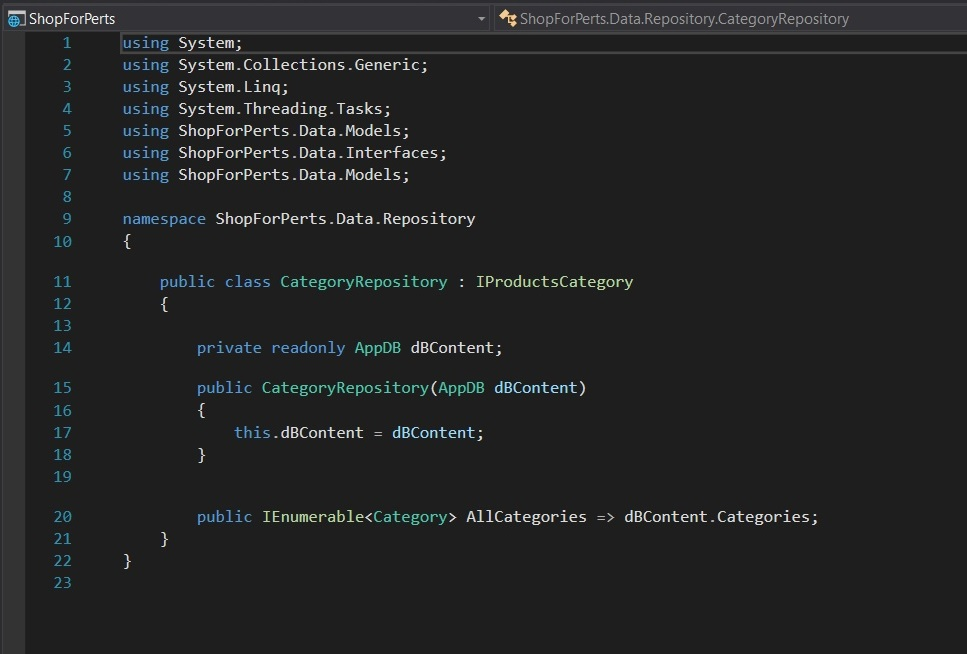 ShopForPerts ShopForPerts.Data.Repository.CategoryRepository
1 using System;
2 using System.Collections.Generic;
3 using System.Linq;
4 using System.Threading.Tasks;
5 using ShopForPerts.Data.Models;
6 using ShopForPerts.Data.Interfaces;
7 using ShopForPerts.Data.Models;
8
9 namespace ShopForPerts.Data.Repository
10 {
11 public class CategoryRepository : IProductsCategory
12 {
13
14 private readonly AppDB dBContent;
15 public CategoryRepository(AppDB dBContent)
16 {
17 this.dBContent = dBContent;
18 }
19
20 public IEnumerable<Category> AllCategories => dBContent.Categories;
21 }
22 }
23